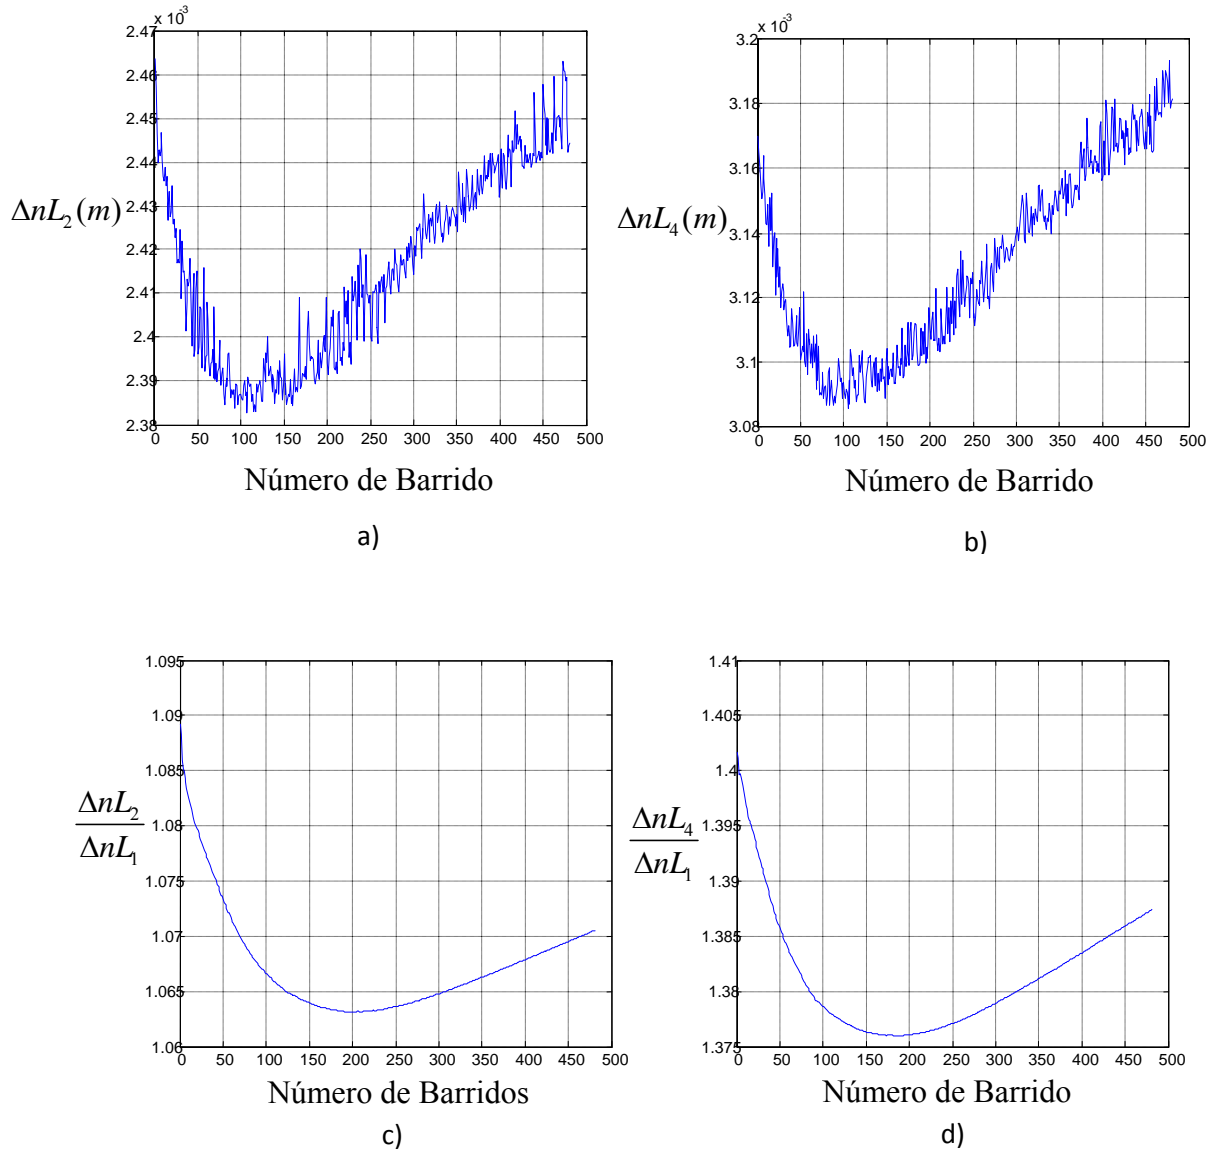 x 10⁻³
2.47
2.46
2.45
2.44
2.43
2.42
2.41
2.4
2.39
2.38
ΔnL₂(m)
0 50 100 150 200 250 300 350 400 450 500
Número de Barrido
a)
x 10⁻³
3.2
3.18
3.16
3.14
3.12
3.1
3.08
ΔnL₄(m)
0 50 100 150 200 250 300 350 400 450 500
Número de Barrido
b)
1.095
1.09
1.085
1.08
1.075
1.07
1.065
1.06
ΔnL₂
ΔnL₁
0 50 100 150 200 250 300 350 400 450 500
Número de Barridos
c)
1.41
1.405
1.4
1.395
1.39
1.385
1.38
1.375
ΔnL₄
ΔnL₁
0 50 100 150 200 250 300 350 400 450 500
Número de Barrido
d)